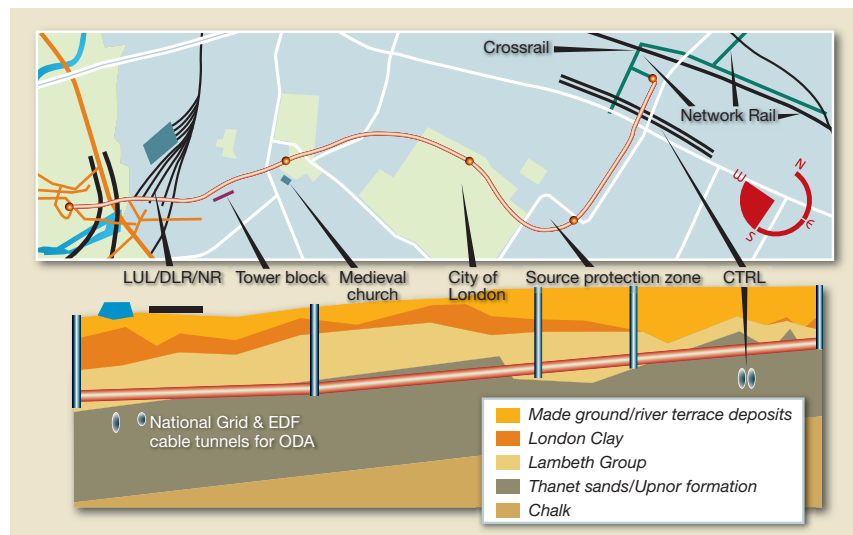 Crossrail
Network Rail
N
W
E
S
LUL/DLR/NR
Tower block
Medieval
church
City of
London
Source protection zone
CTRL
National Grid & EDF
cable tunnels for ODA
Made ground/river terrace deposits
London Clay
Lambeth Group
Thanet sands/Upnor formation
Chalk